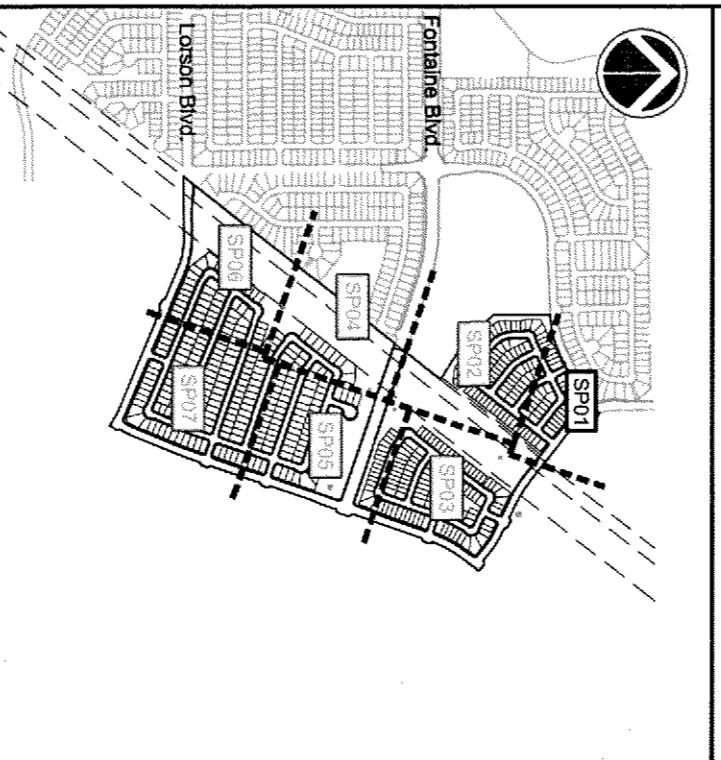 Lorson Blvd.
Fontaine Blvd.
SP06
SP04
SP02
SP01
SP07
SP05
SP03